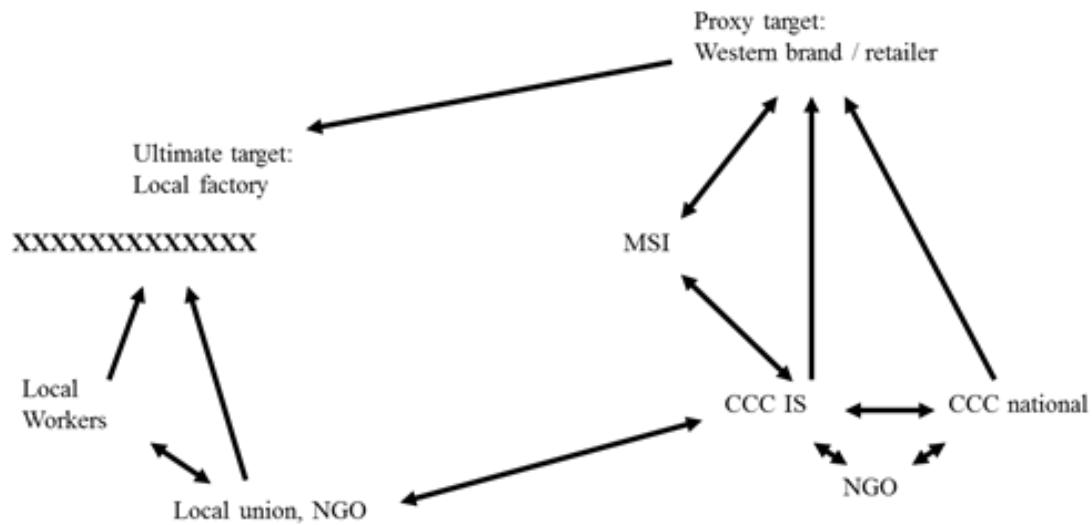 Proxy target:
Western brand / retailer
Ultimate target:
Local factory
XXXXXXXXXXXXX
MSI
Local
Workers
CCC IS
CCC national
NGO
Local union, NGO